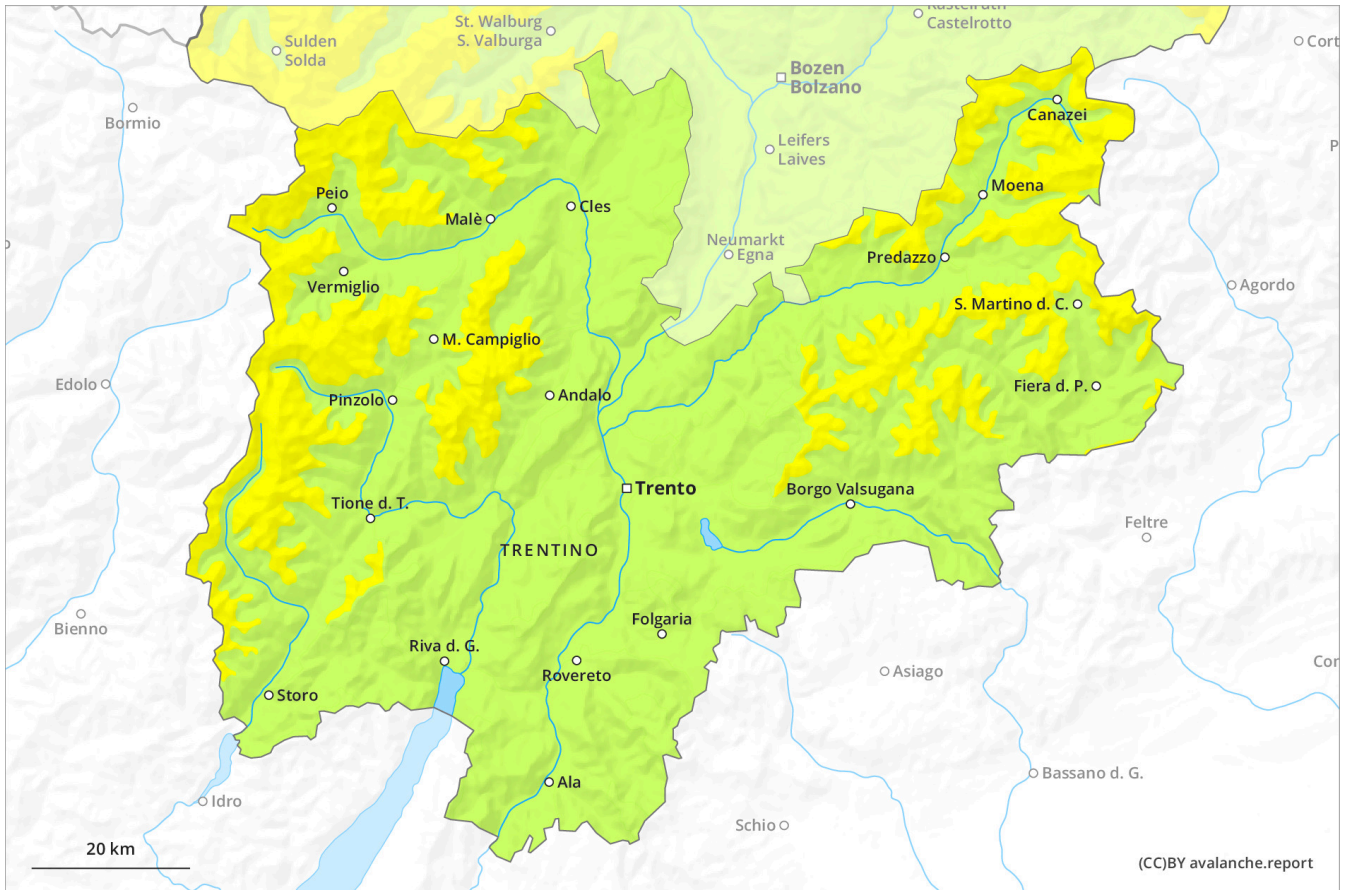 Kastelruth
Castelrotto
St. Walburg
S. Valburga
Sulden
Solda
Cort
Bozen
Bolzano
Bormio
Canazei
Leifers
Laives
Moena
Peio
Cles
Malè
Neumarkt
Egna
Predazzo
Vermiglio
Agordo
S. Martino d. C.
M. Campiglio
Edolo
Fiera d. P.
Andalo
Pinzolo
Trento
Borgo Valsugana
Tione d. T.
Feltre
TRENTINO
Bienno
Folgaria
Riva d. G.
Cor
Asiago
Rovereto
Storo
Bassano d. G.
Ala
Idro
Schio
20 km
(CC)BY avalanche.report